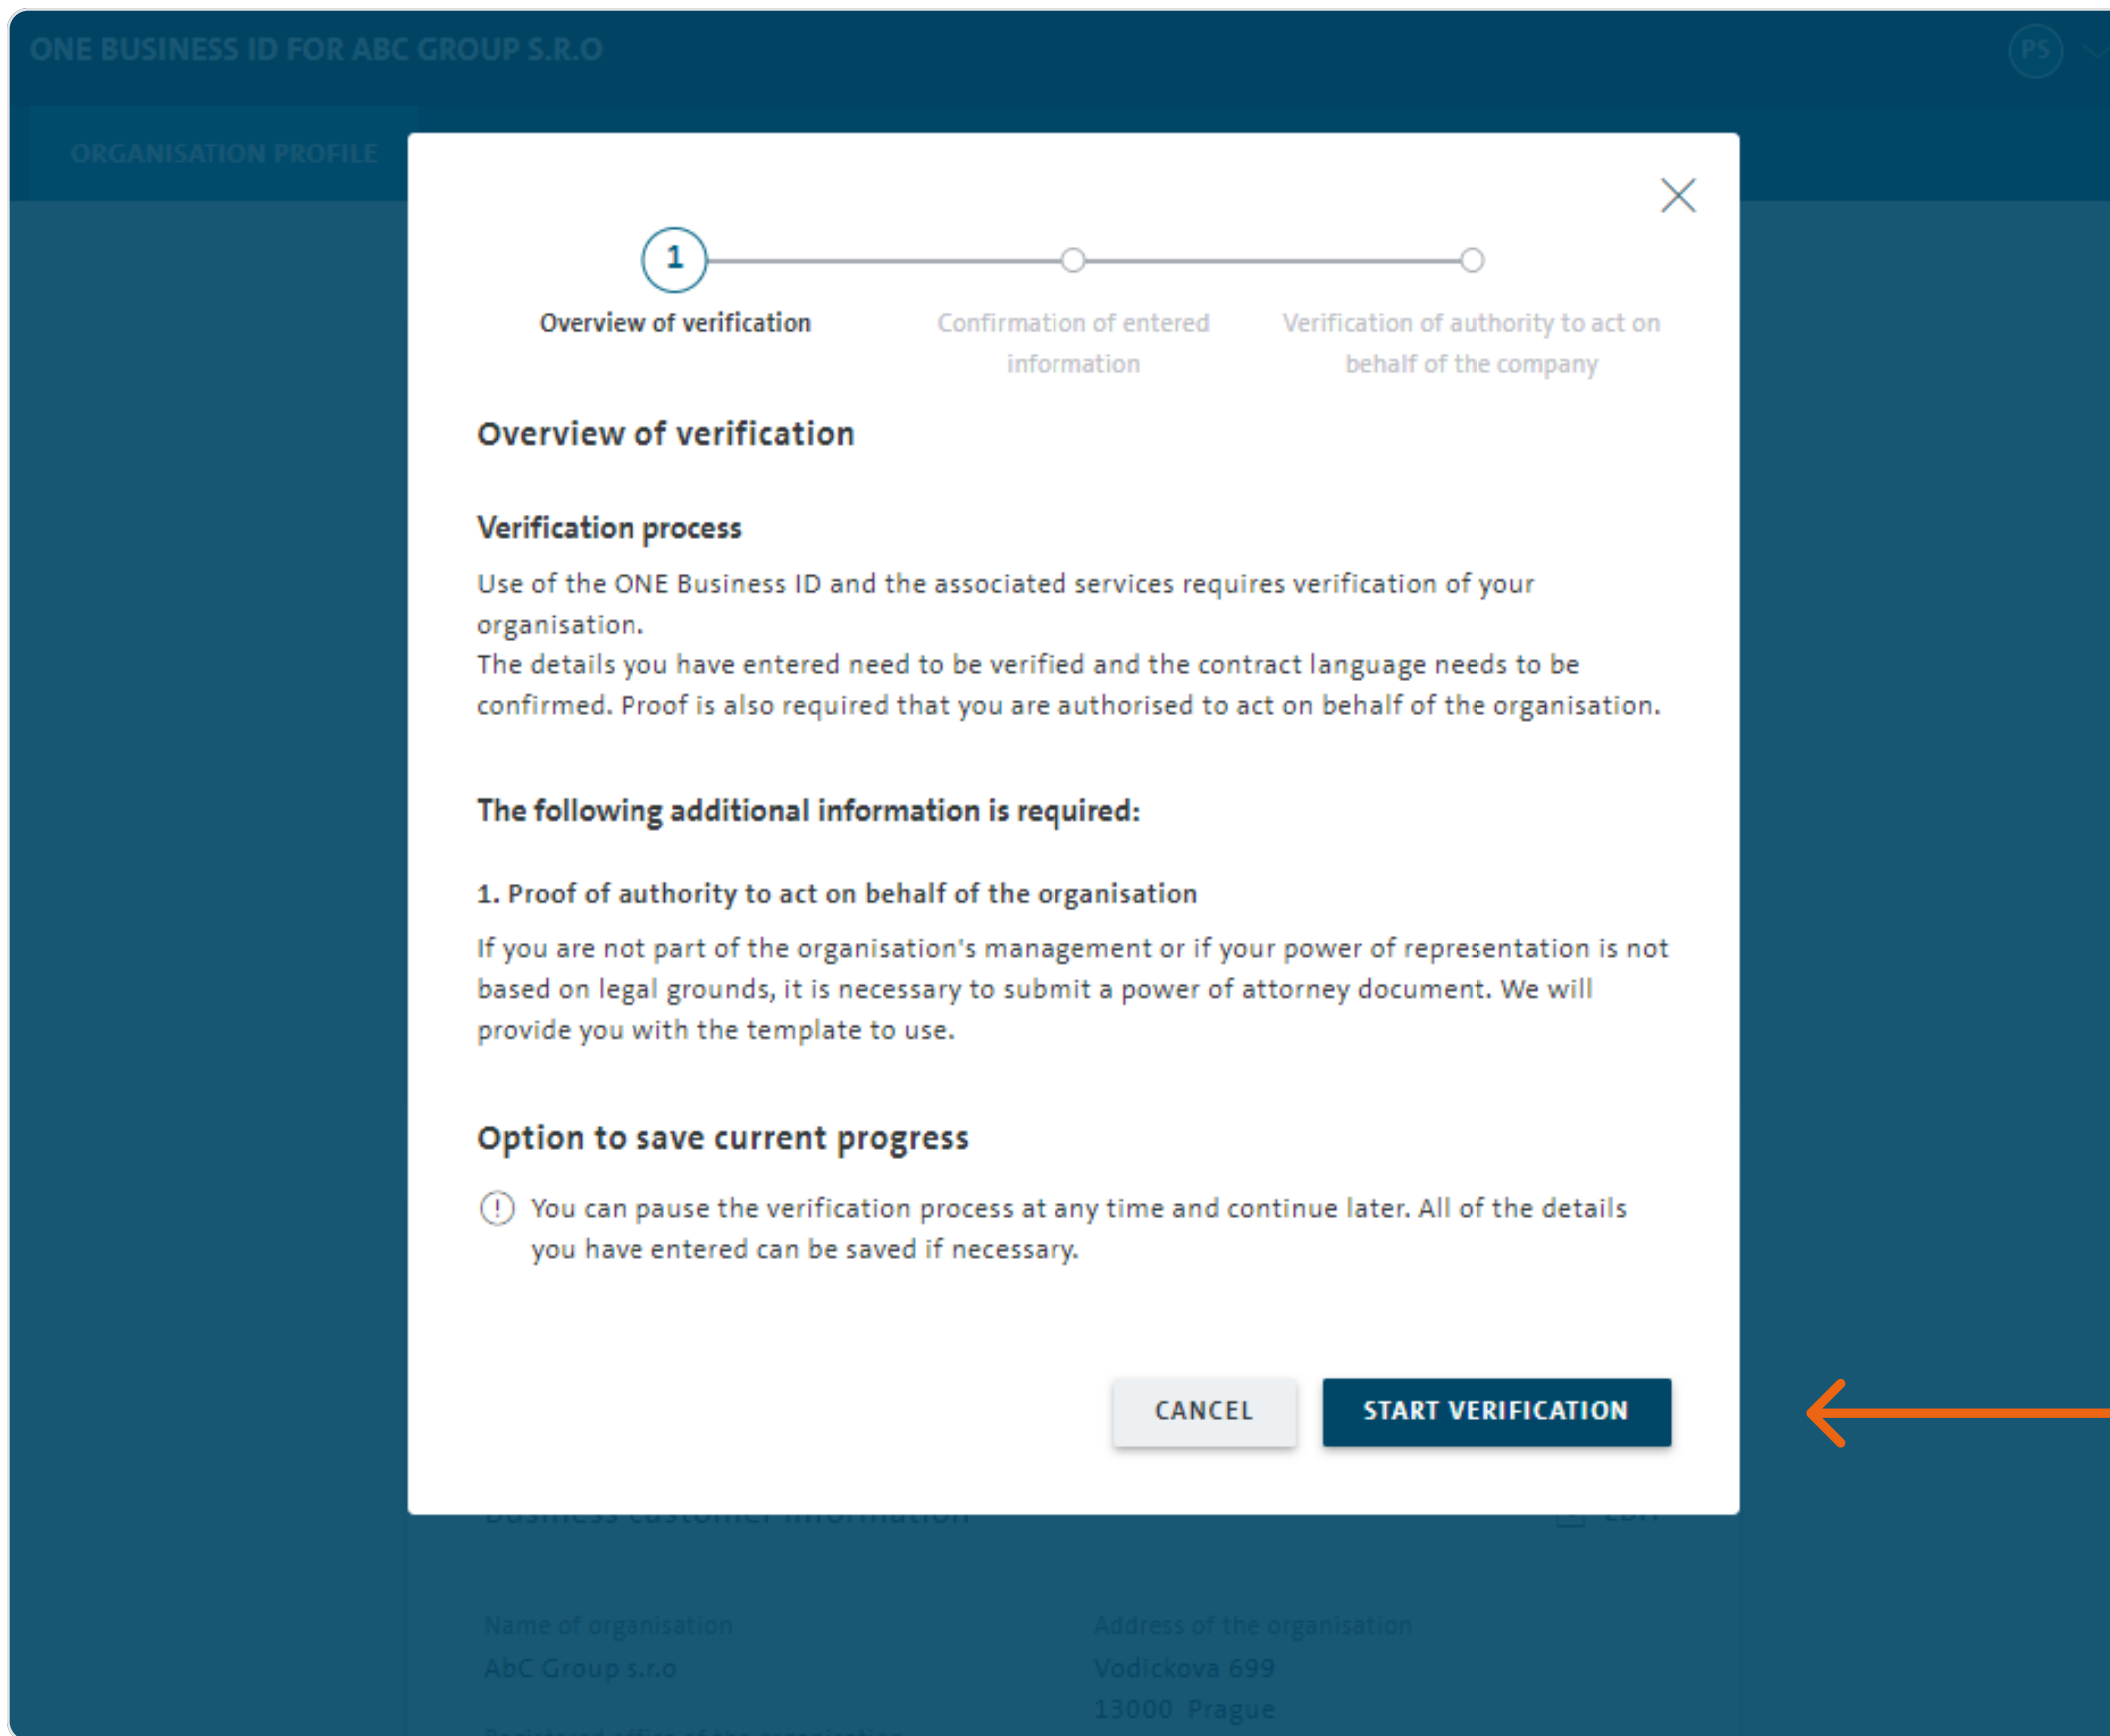 ONE BUSINESS ID FOR ABC GROUP S.R.O
PS
ORGANISATION PROFILE
1
Overview of verification
Confirmation of entered
information
Verification of authority to act on
behalf of the company
Overview of verification
Verification process
Use of the ONE Business ID and the associated services requires verification of your
organisation.
The details you have entered need to be verified and the contract language needs to be
confirmed. Proof is also required that you are authorised to act on behalf of the organisation.
The following additional information is required:
1. Proof of authority to act on behalf of the organisation
If you are not part of the organisation's management or if your power of representation is not
based on legal grounds, it is necessary to submit a power of attorney document. We will
provide you with the template to use.
Option to save current progress
You can pause the verification process at any time and continue later. All of the details
you have entered can be saved if necessary.
CANCEL
START VERIFICATION
Business Customer Information
EDIT
Name of organisation
Address of the organisation
AbC Group s.r.o
Vodickova 699
13000 Prague
Registered office of the organisation